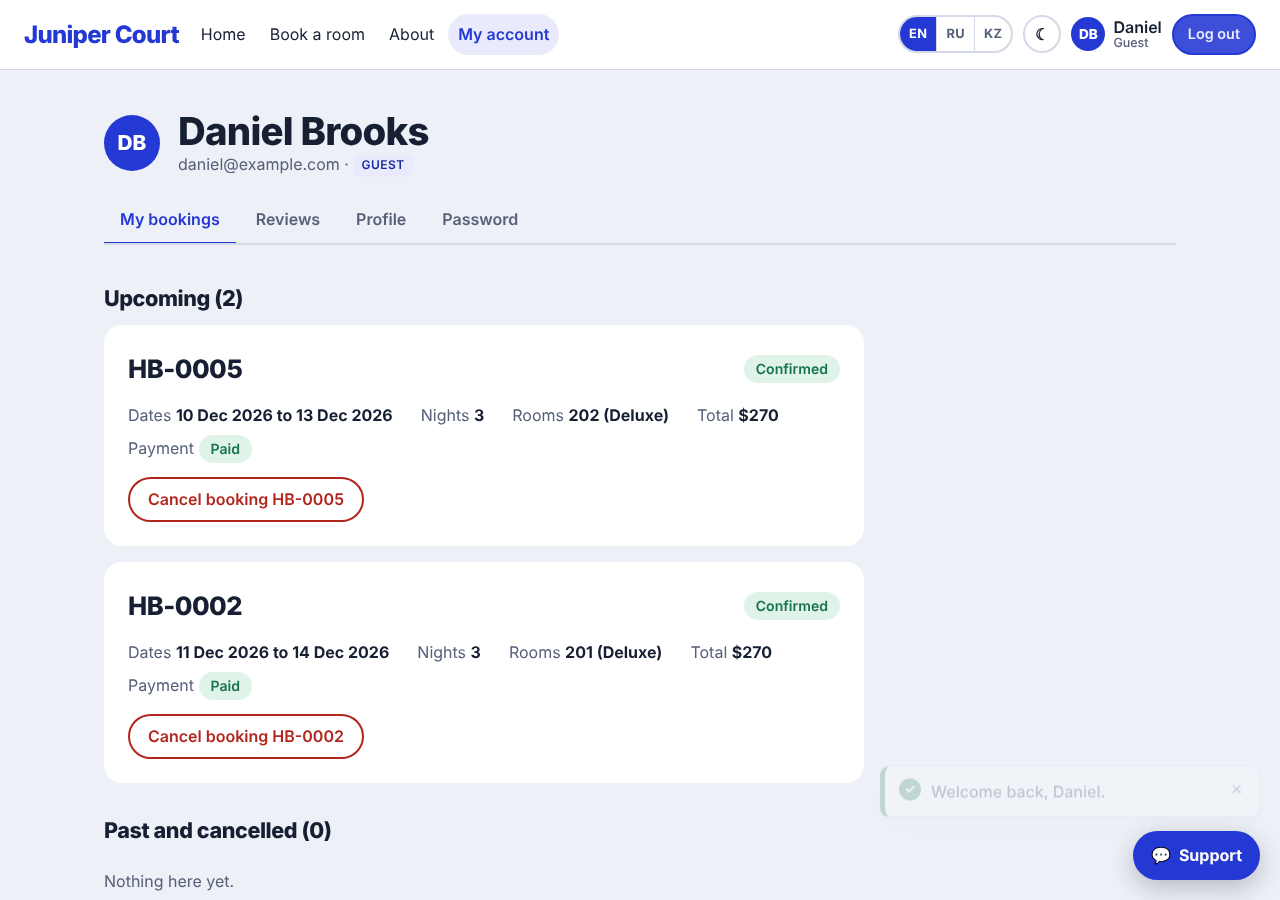 Juniper Court Home Book a room About My account EN RU KZ DB Daniel Log out
Guest
DB Daniel Brooks
daniel@example.com · GUEST
My bookings Reviews Profile Password
Upcoming (2)
HB-0005 Confirmed
Dates 10 Dec 2026 to 13 Dec 2026 Nights 3 Rooms 202 (Deluxe) Total $270
Payment Paid
Cancel booking HB-0005
HB-0002 Confirmed
Dates 11 Dec 2026 to 14 Dec 2026 Nights 3 Rooms 201 (Deluxe) Total $270
Payment Paid
Cancel booking HB-0002
Welcome back, Daniel. ×
Past and cancelled (0)
Support
Nothing here yet.